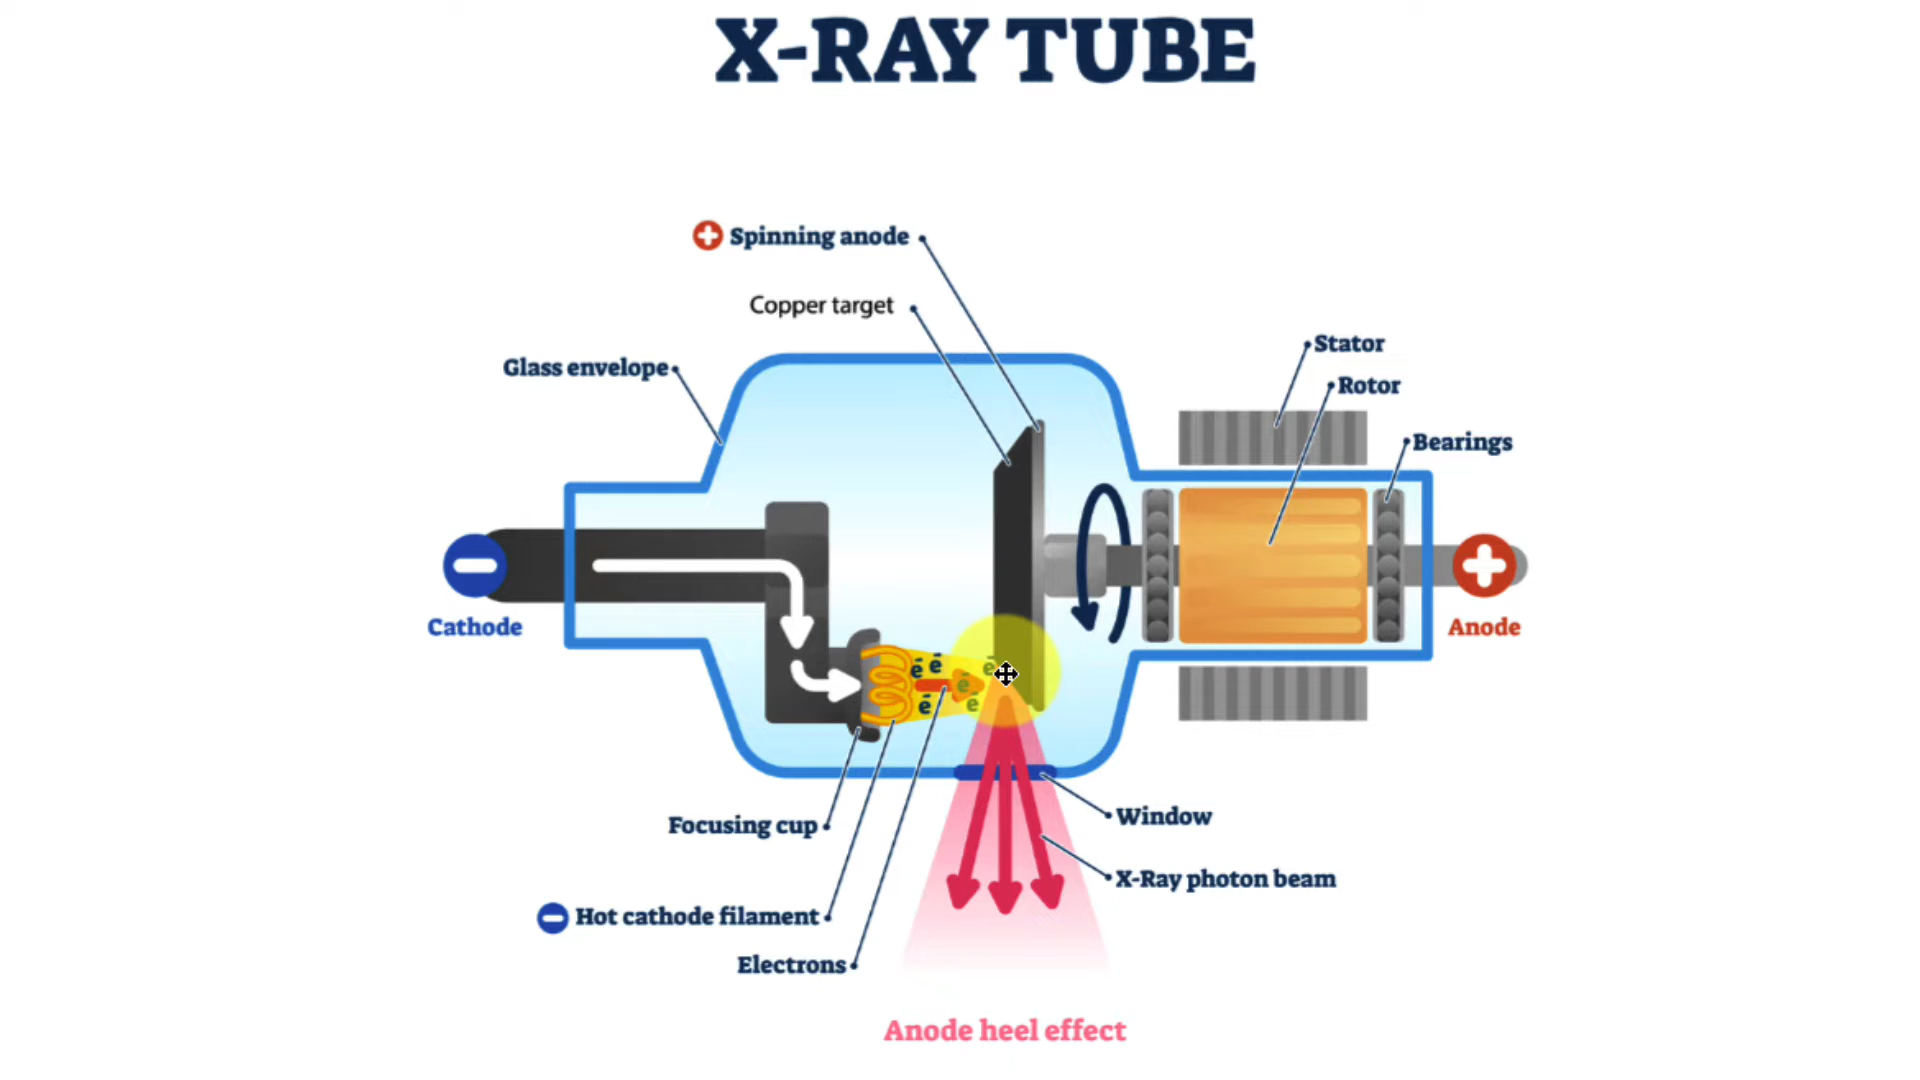 X-RAY TUBE
Spinning anode
Copper target
Glass envelope
Stator
Rotor
Bearings
Cathode
Anode
e
e
e
e
e
e
Focusing cup
Window
X-Ray photon beam
Hot cathode filament
Electrons
Anode heel effect